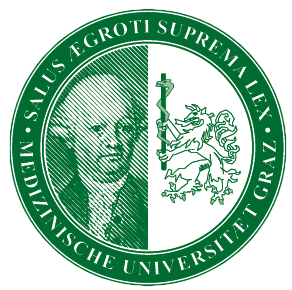 SALUS ÆGROTI SUPREMA LEX
MEDIZINISCHE UNIVERSITÆT GRAZ